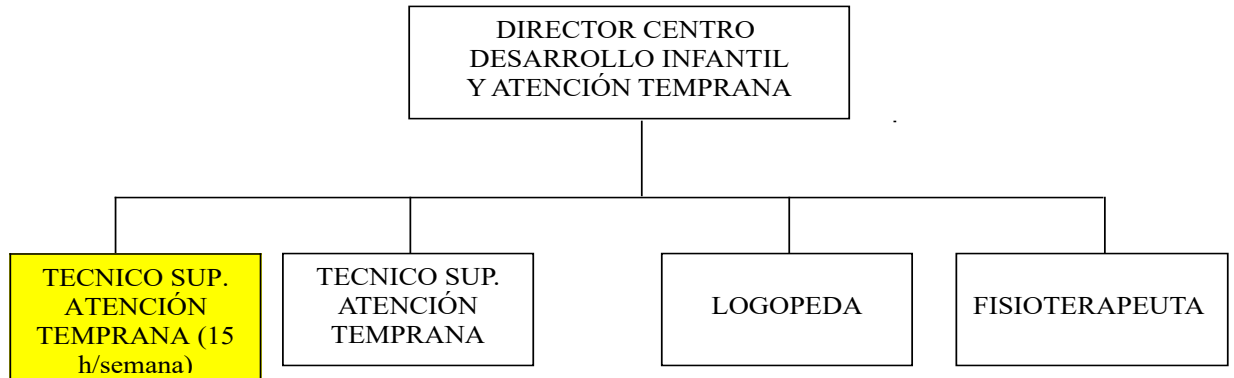 DIRECTOR CENTRO
DESARROLLO INFANTIL
Y ATENCIÓN TEMPRANA
TECNICO SUP.
ATENCIÓN
TEMPRANA (15
h/semana)
TECNICO SUP.
ATENCIÓN
TEMPRANA
LOGOPEDA
FISIOTERAPEUTA